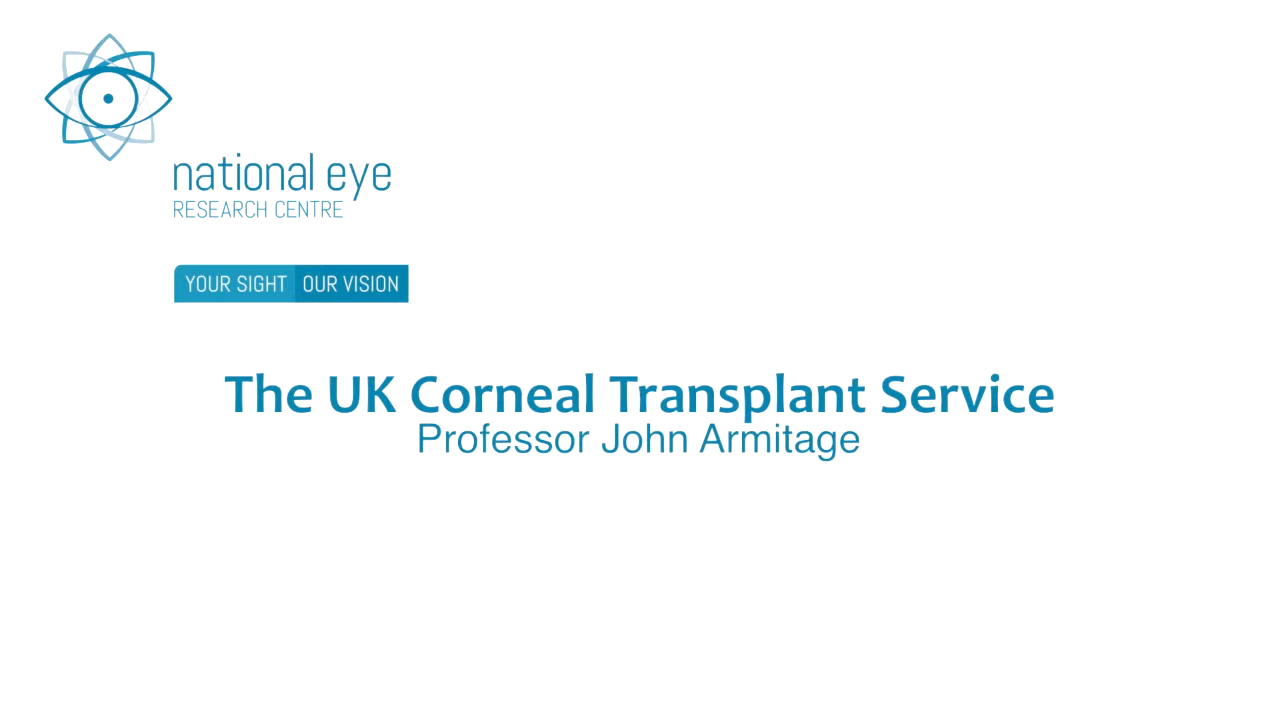 national eye
RESEARCH CENTRE
YOUR SIGHT OUR VISION
The UK Corneal Transplant Service
Professor John Armitage